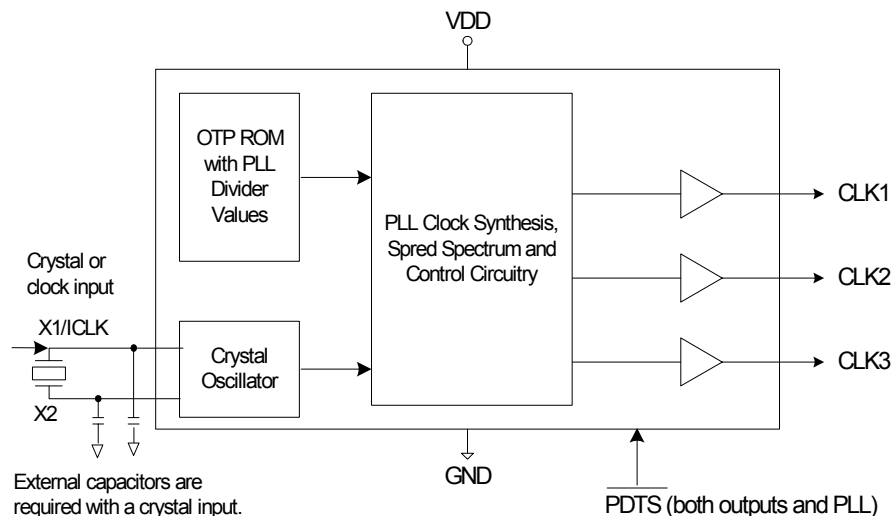 VDD
OTP ROM
with PLL
Divider
Values
PLL Clock Synthesis,
Spred Spectrum and
Control Circuitry
CLK1
CLK2
CLK3
Crystal or
clock input
X1/ICLK
X2
Crystal
Oscillator
External capacitors are
required with a crystal input.
GND
PDTS (both outputs and PLL)